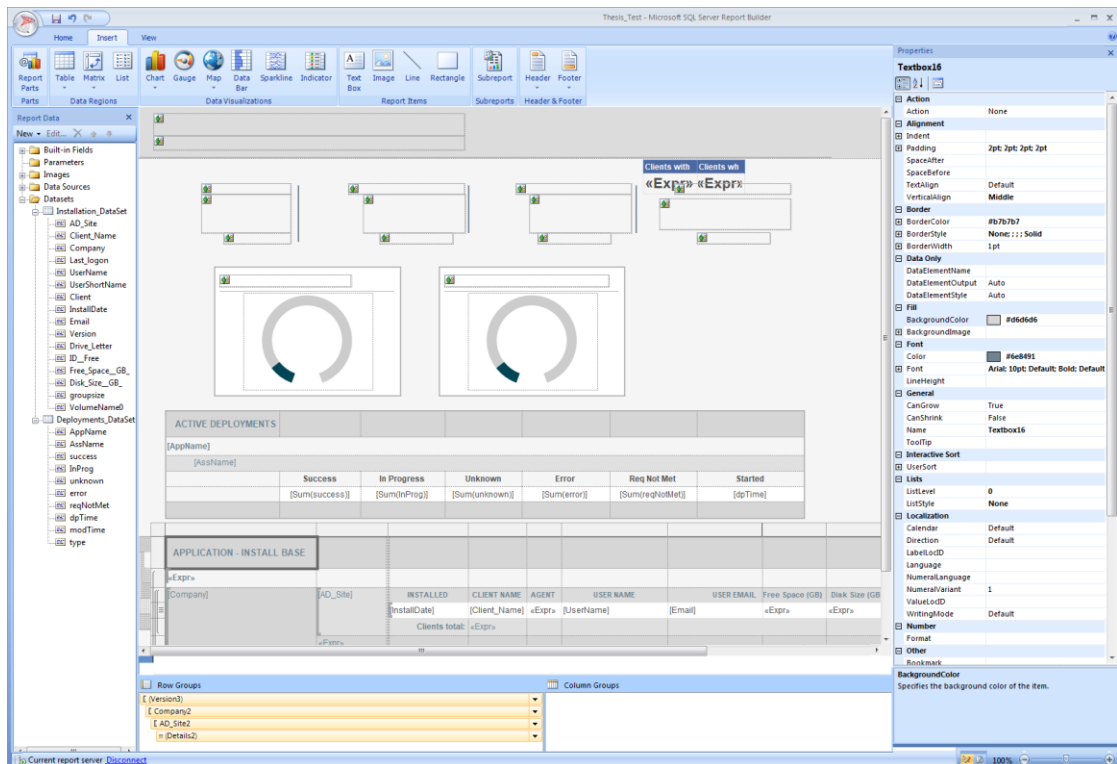 Thesis_Test - Microsoft SQL Server Report Builder
Home Insert View
Report Parts
Table
Matrix
List
Chart
Gauge
Map
Data Bar
Sparkline
Indicator
Text Box
Image
Line
Rectangle
Subreport
Header
Footer
Parts
Data Regions
Data Visualizations
Report Items
Subreports
Header & Footer
Report Data
New Edit...
Built-in Fields
Parameters
Images
Data Sources
Datasets
Installation_DataSet
AD_Site
Client_Name
Company
Last_logon
UserName
UserShortName
Client
InstallDate
Email
Version
Drive_Letter
ID__Free
Free_Space__GB_
Disk_Size__GB_
groupsize
VolumeName0
Deployments_DataSet
AppName
AssName
success
InProg
unknown
error
reqNotMet
dpTime
modTime
type
Clients with Clients wh
«Expr» «Expr»
ACTIVE DEPLOYMENTS
[AppName]
[AssName]
Success In Progress Unknown Error Req Not Met Started
[Sum(success)] [Sum(InProg)] [Sum(unknown)] [Sum(error)] [Sum(reqNotMet)] [dpTime]
APPLICATION - INSTALL BASE
«Expr»
[Company] [AD_Site] INSTALLED CLIENT NAME AGENT USER NAME USER EMAIL Free Space (GB) Disk Size (GB
[InstallDate] [Client_Name] «Expr» [UserName] [Email] «Expr» «Expr»
Clients total: «Expr»
«Expr»
Row Groups
[ (Version3)
[ Company2
[ AD_Site2
= (Details2)
Column Groups
Properties
Textbox16
Action
Action None
Alignment
Indent
Padding 2pt; 2pt; 2pt; 2pt
SpaceAfter
SpaceBefore
TextAlign Default
VerticalAlign Middle
Border
BorderColor #b7b7b7
BorderStyle None; ; ; ; Solid
BorderWidth 1pt
Data Only
DataElementName
DataElementOutput Auto
DataElementStyle Auto
Fill
BackgroundColor #d6d6d6
BackgroundImage
Font
Color #6e8491
Font Arial; 10pt; Default; Bold; Default
LineHeight
General
CanGrow True
CanShrink False
Name Textbox16
ToolTip
Interactive Sort
UserSort
Lists
ListLevel 0
ListStyle None
Localization
Calendar Default
Direction Default
LabelLocID
Language
NumeralLanguage
NumeralVariant 1
ValueLocID
WritingMode Default
Number
Format
Other
Bookmark
BackgroundColor
Specifies the background color of the item.
Current report server Disconnect
100%